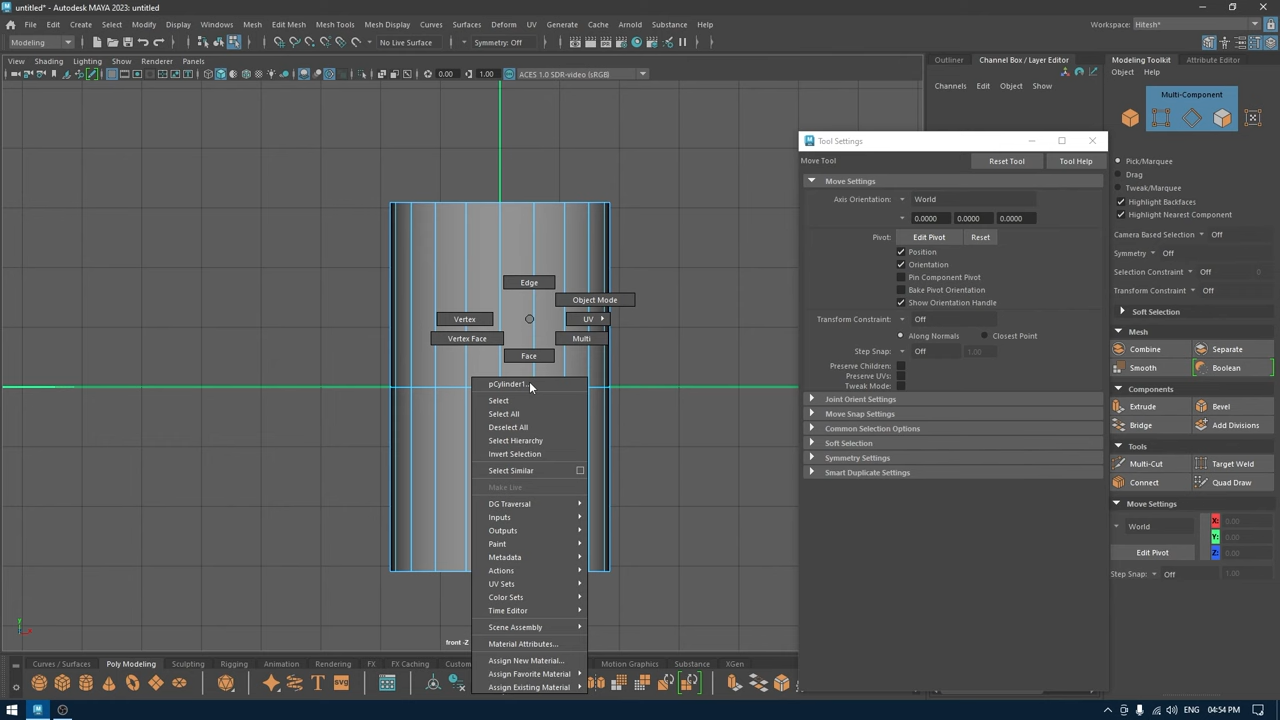 untitled* - Autodesk MAYA 2023: untitled
File Edit Create Select Modify Display Windows Mesh Edit Mesh Mesh Tools Mesh Display Curves Surfaces Deform UV Generate Cache Arnold Substance Help
Workspace: Hitesh*
Modeling
No Live Surface
Symmetry: Off
View Shading Lighting Show Renderer Panels
0.00
1.00
ACES 1.0 SDR-video (sRGB)
Outliner
Channel Box / Layer Editor
Channels Edit Object Show
Modeling Toolkit
Attribute Editor
Object Help
Multi-Component
Pick/Marquee
Drag
Tweak/Marquee
Highlight Backfaces
Highlight Nearest Component
Camera Based Selection Off
Symmetry Off
Selection Constraint Off 0
Transform Constraint Off
Soft Selection
Mesh
Combine Separate
Smooth Boolean
Components
Extrude Bevel
Bridge Add Divisions
Tools
Multi-Cut Target Weld
Connect Quad Draw
Move Settings
World
X: 0.00
Y: 0.00
Z: 0.00
Edit Pivot
Step Snap: Off 1.00
Tool Settings
Move Tool
Reset Tool
Tool Help
Move Settings
Axis Orientation: World
0.0000 0.0000 0.0000
Pivot: Edit Pivot Reset
Position
Orientation
Pin Component Pivot
Bake Pivot Orientation
Show Orientation Handle
Transform Constraint: Off
Along Normals Closest Point
Step Snap: Off 1.00
Preserve Children:
Preserve UVs:
Tweak Mode:
Joint Orient Settings
Move Snap Settings
Common Selection Options
Soft Selection
Symmetry Settings
Smart Duplicate Settings
Edge
Object Mode
Vertex
UV
Vertex Face
Multi
Face
pCylinder1...
Select
Select All
Deselect All
Select Hierarchy
Invert Selection
Select Similar
Make Live
DG Traversal
Inputs
Outputs
Paint
Metadata
Actions
UV Sets
Color Sets
Time Editor
Scene Assembly
Material Attributes...
Assign New Material...
Assign Favorite Material
Assign Existing Material
front -Z
y
x
Curves / Surfaces Poly Modeling Sculpting Rigging Animation Rendering FX FX Caching Custom Motion Graphics Substance XGen
SVG
ENG 04:54 PM